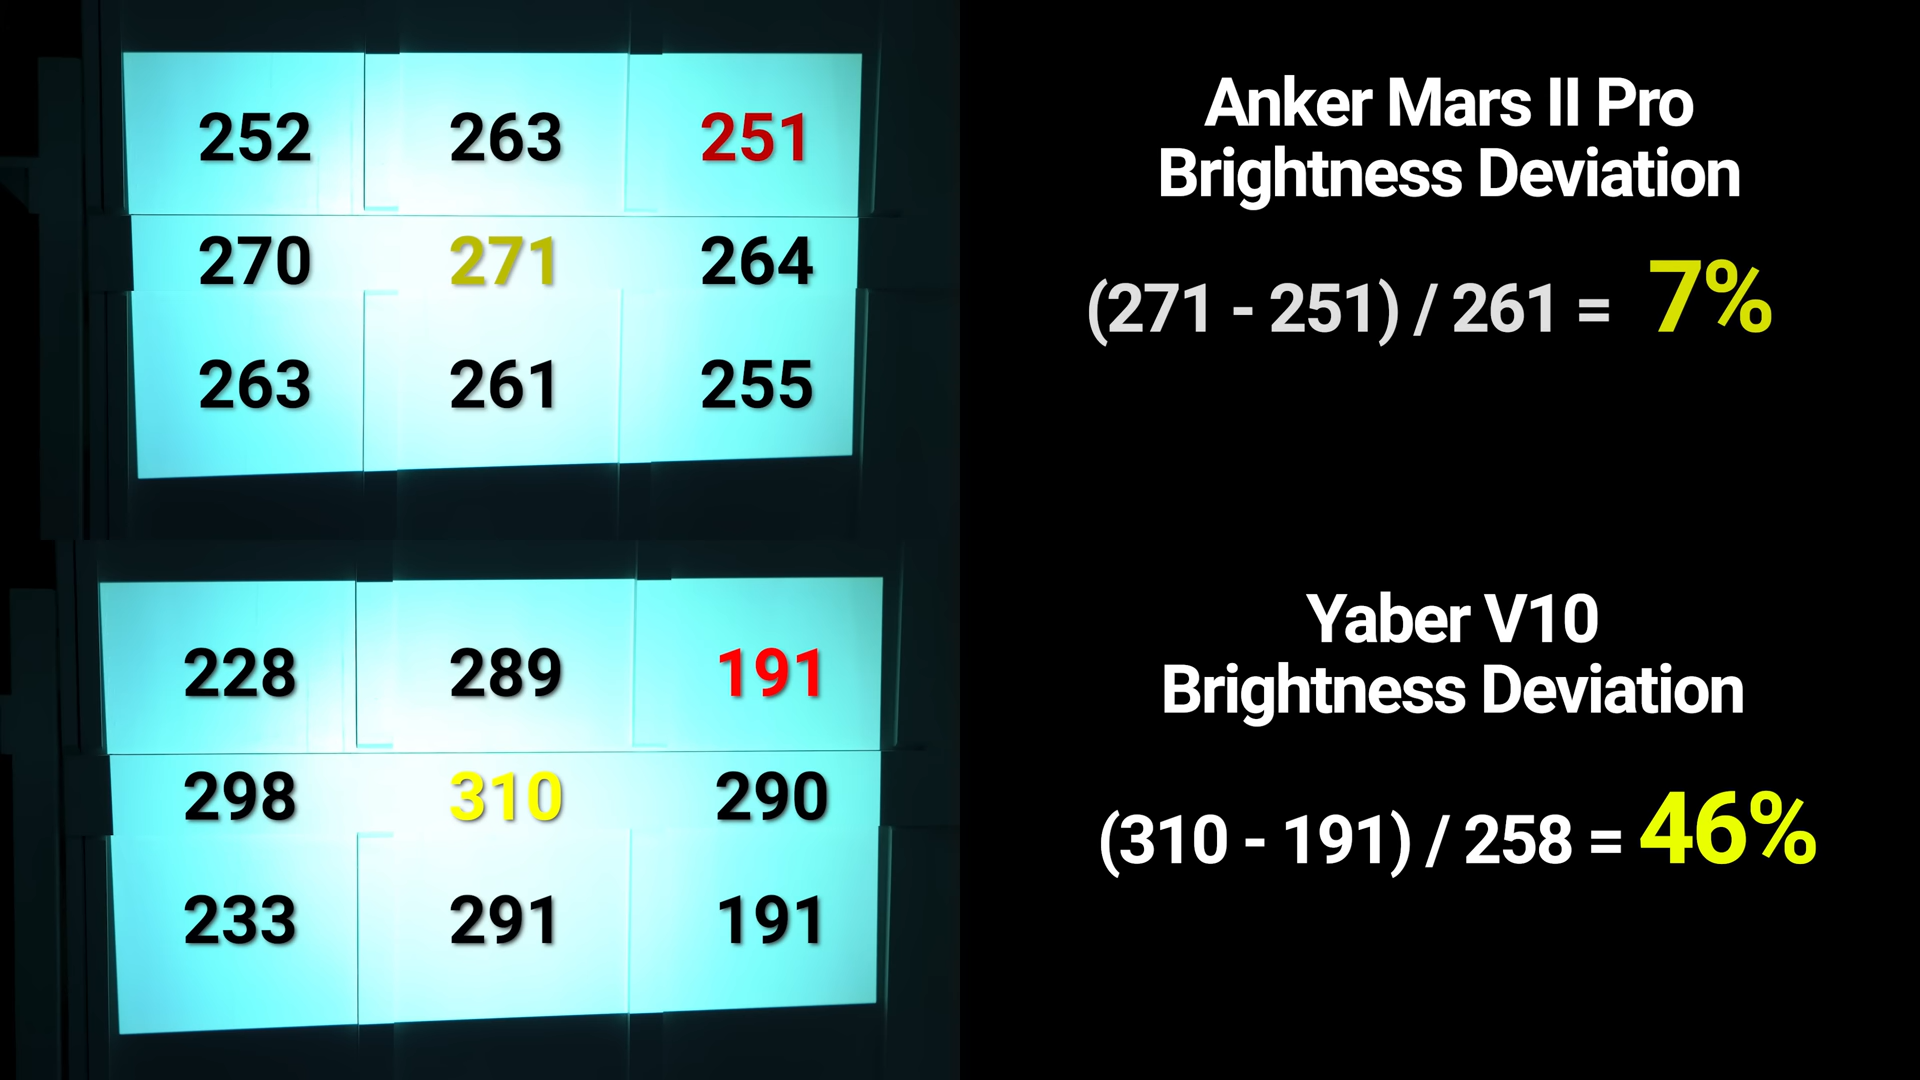 252 263 251
270 271 264
263 261 255
Anker Mars II Pro
Brightness Deviation
(271 - 251) / 261 = 7%
228 289 191
298 310 290
233 291 191
Yaber V10
Brightness Deviation
(310 - 191) / 258 = 46%